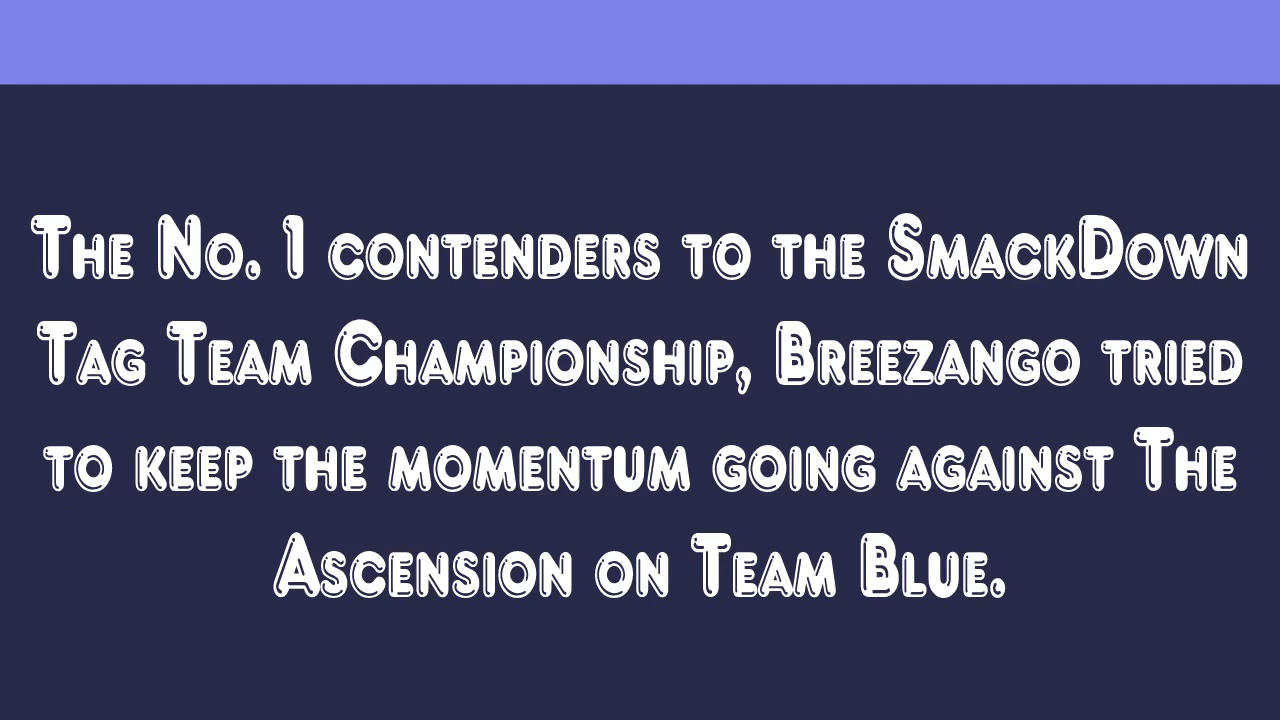 The No. 1 contenders to the SmackDown
Tag Team Championship, Breezango tried
to keep the momentum going against The
Ascension on Team Blue.